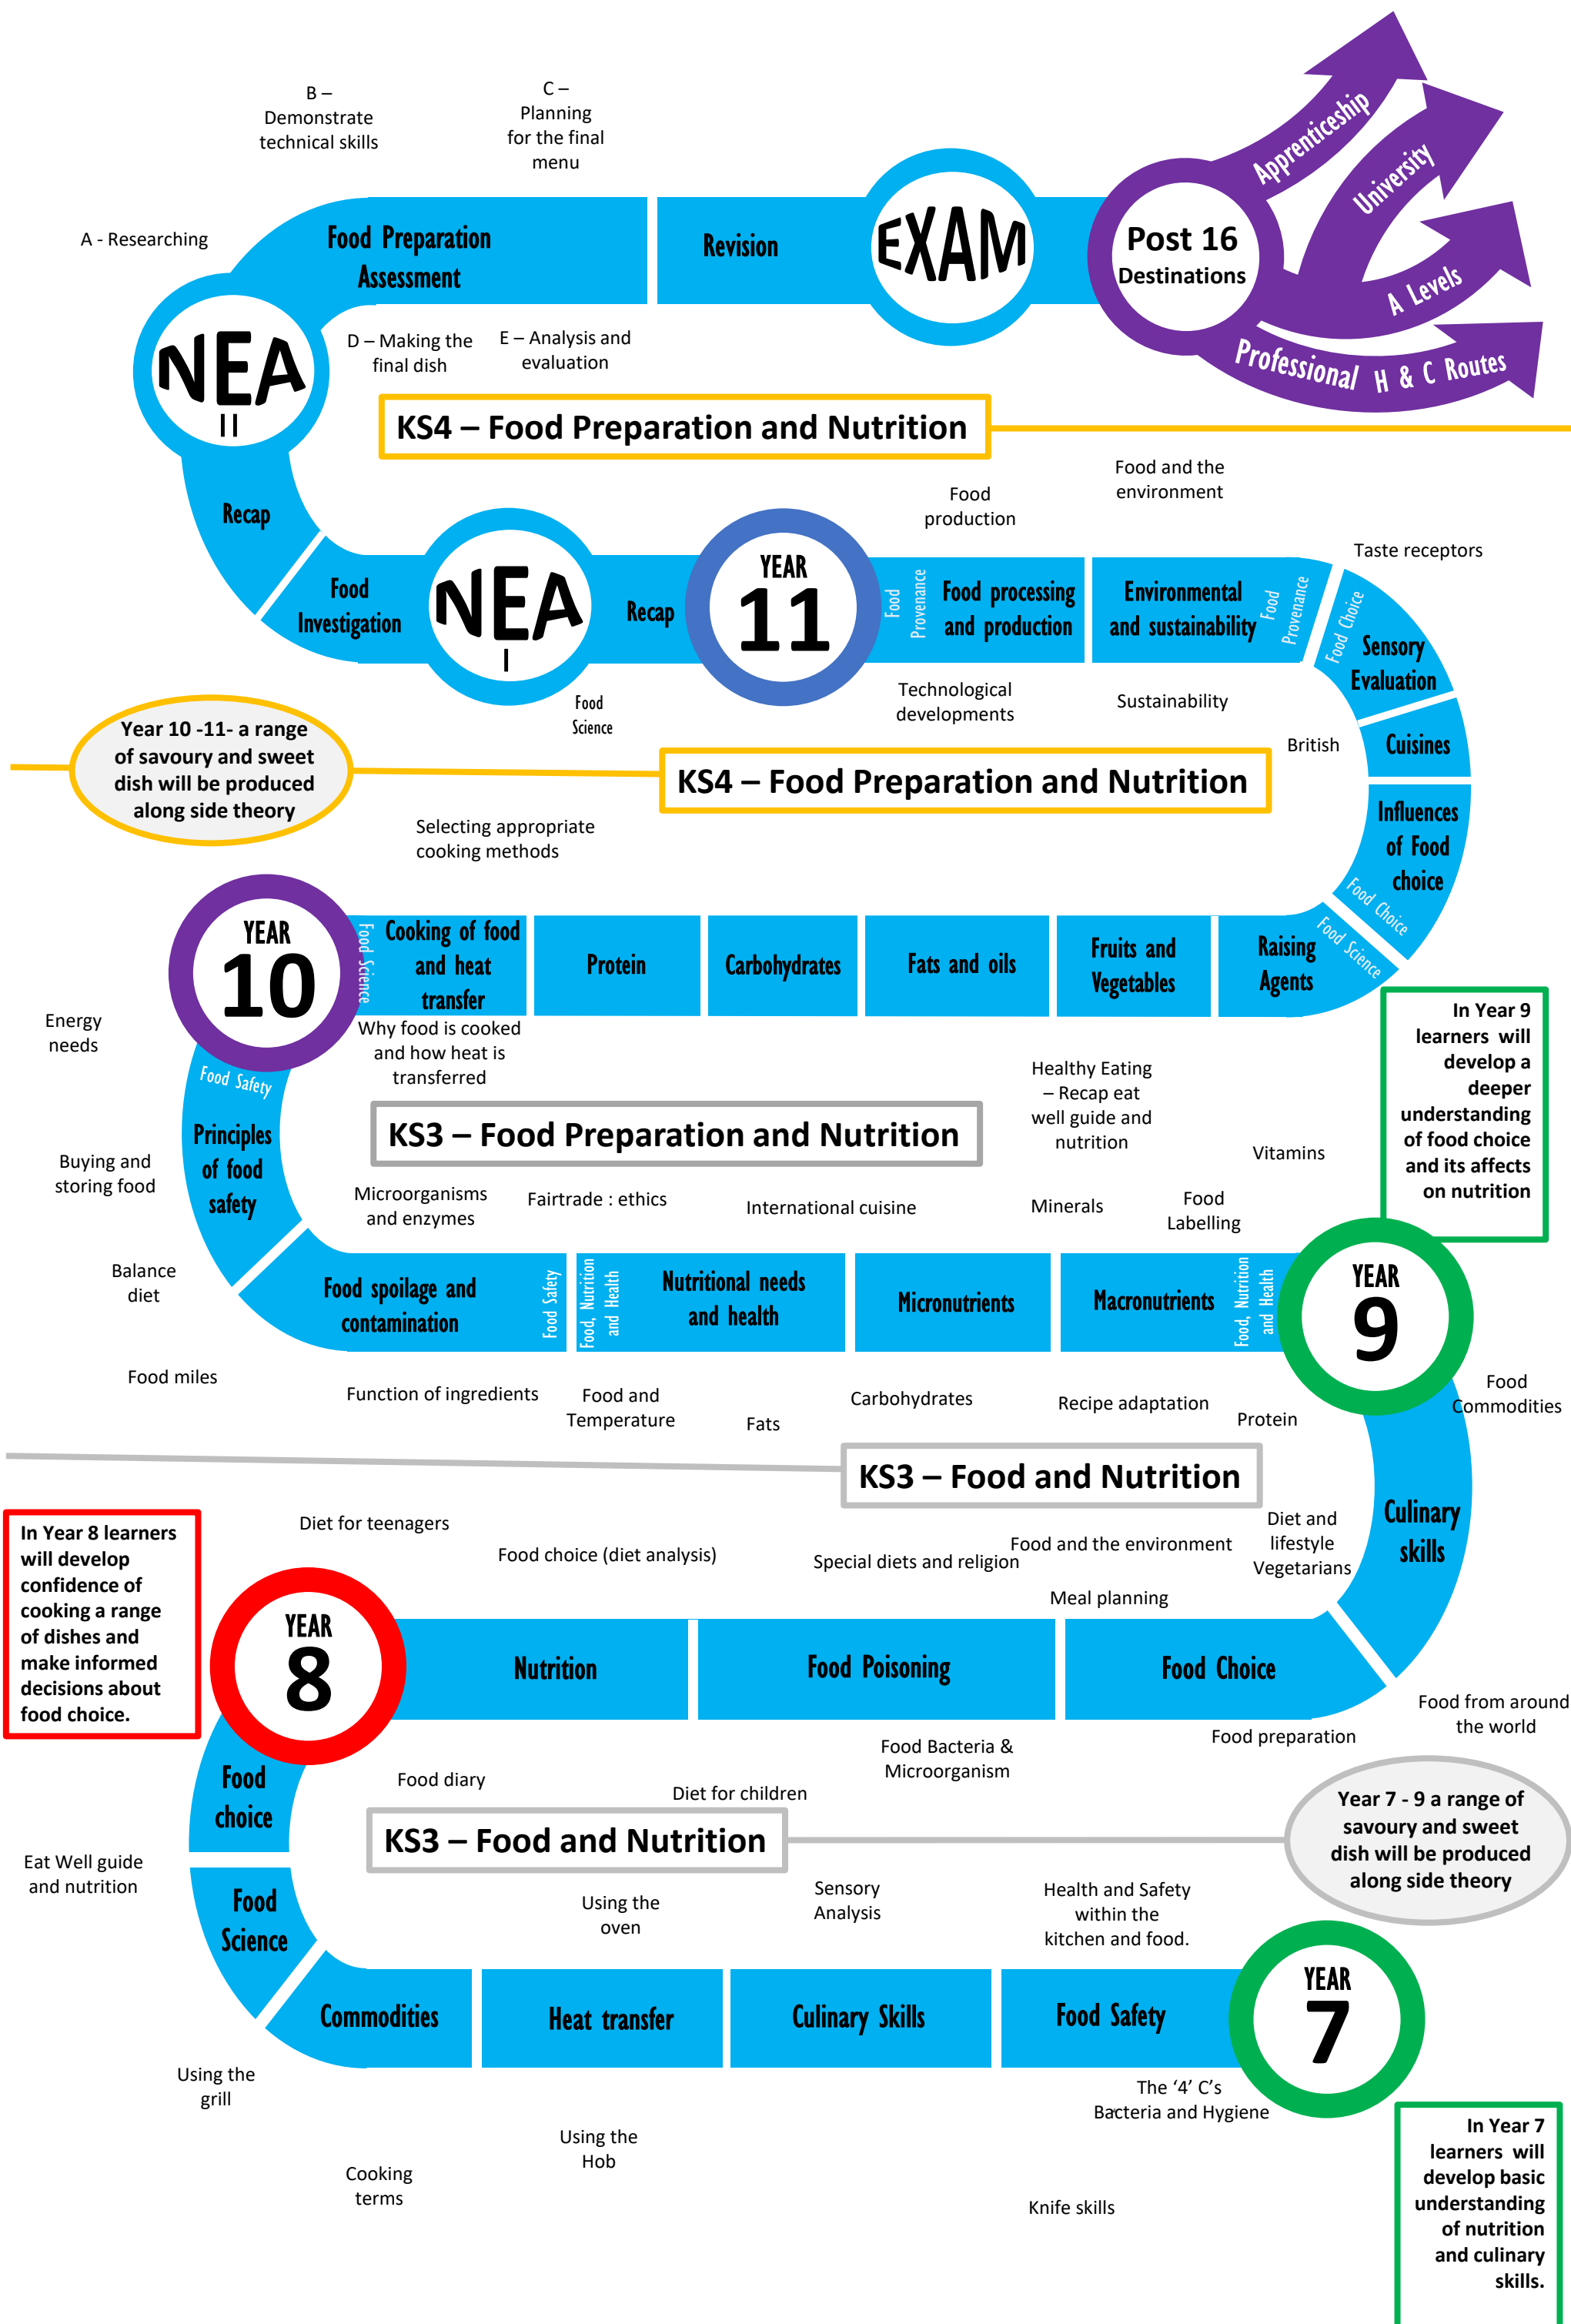 B –
Demonstrate
technical skills
C –
Planning
for the final
menu
Apprenticeship
University
A Levels
Professional H & C Routes
Post 16
Destinations
EXAM
Revision
Food Preparation
Assessment
A - Researching
NEA
II
D – Making the
final dish
E – Analysis and
evaluation
KS4 – Food Preparation and Nutrition
Recap
Food
Investigation
NEA
I
Food
Science
Recap
YEAR
11
Food
production
Food and the
environment
Food
Provenance
Food processing
and production
Environmental
and sustainability
Food
Provenance
Technological
developments
Sustainability
Taste receptors
Food Choice
Sensory
Evaluation
British
Cuisines
Influences
of Food
choice
Food Choice
Year 10 -11- a range
of savoury and sweet
dish will be produced
along side theory
KS4 – Food Preparation and Nutrition
Selecting appropriate
cooking methods
YEAR
10
Food Science
Cooking of food
and heat
transfer
Protein
Carbohydrates
Fats and oils
Fruits and
Vegetables
Raising
Agents
Food Science
Why food is cooked
and how heat is
transferred
Energy
needs
Food Safety
Principles
of food
safety
Buying and
storing food
Balance
diet
Food miles
KS3 – Food Preparation and Nutrition
Healthy Eating
– Recap eat
well guide and
nutrition
Vitamins
In Year 9
learners will
develop a
deeper
understanding
of food choice
and its affects
on nutrition
Microorganisms
and enzymes
Fairtrade : ethics
International cuisine
Minerals
Food
Labelling
Food spoilage and
contamination
Food Safety
Food, Nutrition
and Health
Nutritional needs
and health
Micronutrients
Macronutrients
Food, Nutrition
and Health
YEAR
9
Function of ingredients
Food and
Temperature
Fats
Carbohydrates
Recipe adaptation
Protein
Food
Commodities
KS3 – Food and Nutrition
Culinary
skills
In Year 8 learners
will develop
confidence of
cooking a range
of dishes and
make informed
decisions about
food choice.
Diet for teenagers
Food choice (diet analysis)
Special diets and religion
Food and the environment
Diet and
lifestyle
Vegetarians
Meal planning
YEAR
8
Nutrition
Food Poisoning
Food Choice
Food from around
the world
Food preparation
Food Bacteria &
Microorganism
Food diary
Diet for children
Food
choice
KS3 – Food and Nutrition
Year 7 - 9 a range of
savoury and sweet
dish will be produced
along side theory
Eat Well guide
and nutrition
Food
Science
Using the
oven
Sensory
Analysis
Health and Safety
within the
kitchen and food.
Commodities
Heat transfer
Culinary Skills
Food Safety
YEAR
7
Using the
grill
Cooking
terms
Using the
Hob
The ‘4’ C’s
Bacteria and Hygiene
Knife skills
In Year 7
learners will
develop basic
understanding
of nutrition
and culinary
skills.